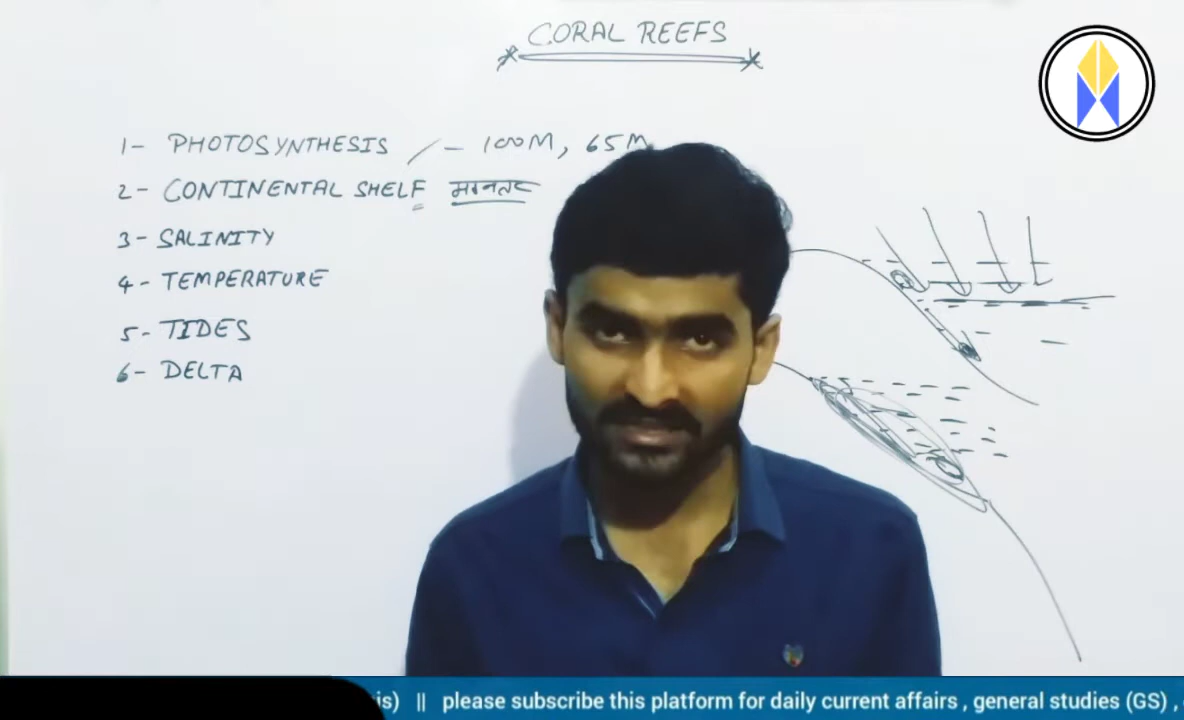 CORAL REEFS
1- PHOTOSYNTHESIS - 100M, 65M
2- CONTINENTAL SHELF मग्नतट
3- SALINITY
4- TEMPERATURE
5- TIDES
6- DELTA
is) || please subscribe this platform for daily current affairs , general studies (GS) ,